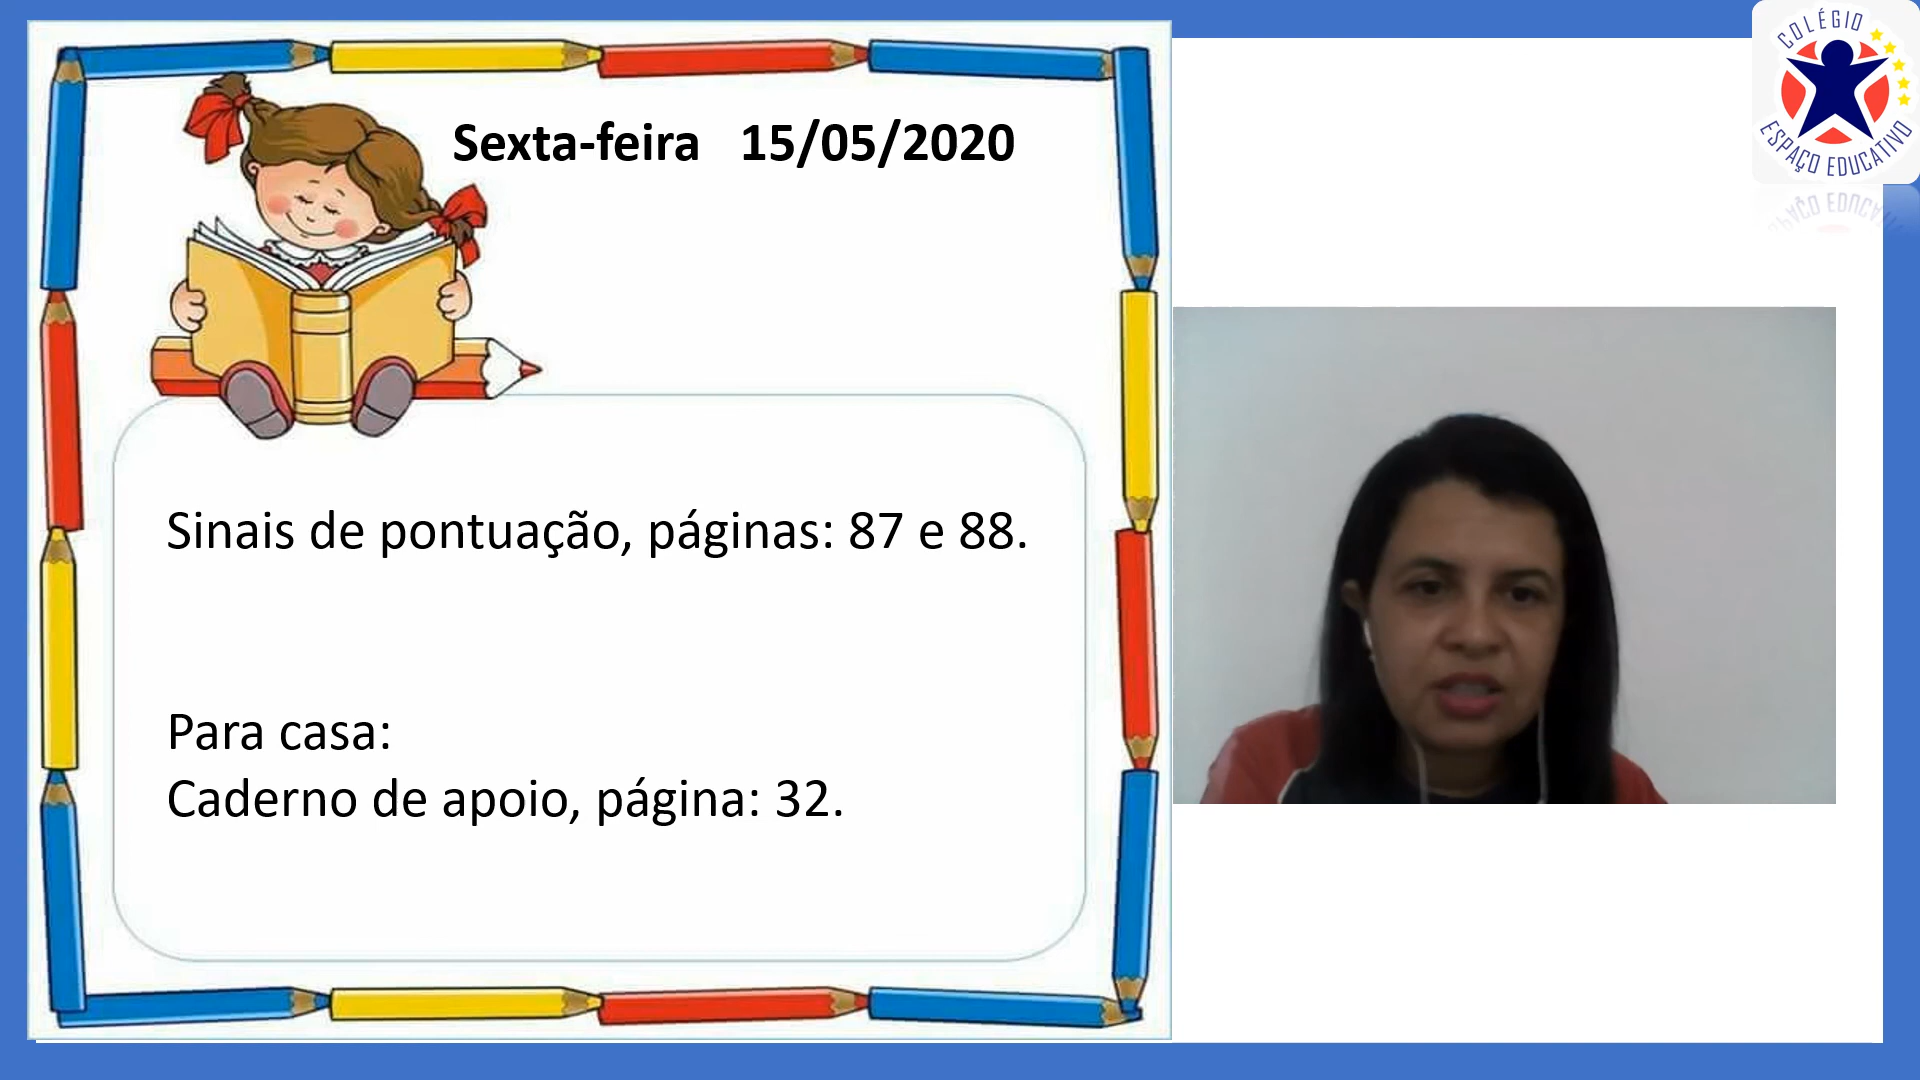 COLÉGIO
ESPAÇO EDUCATIVO
Sexta-feira 15/05/2020
Sinais de pontuação, páginas: 87 e 88.
Para casa:
Caderno de apoio, página: 32.